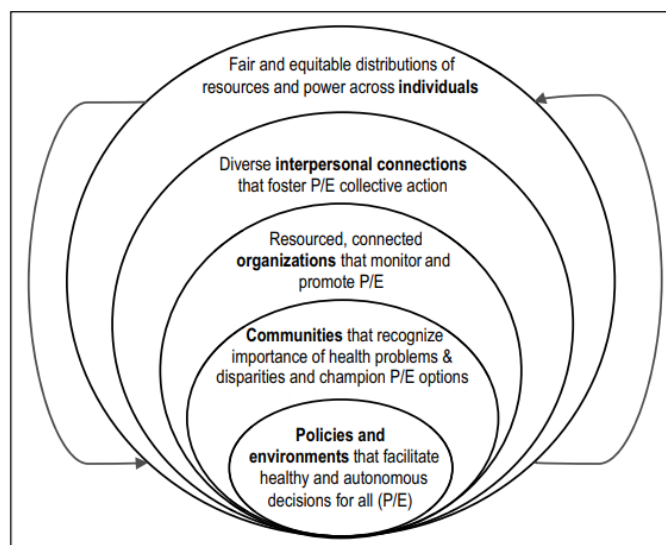 Fair and equitable distributions of
resources and power across individuals
Diverse interpersonal connections
that foster P/E collective action
Resourced, connected
organizations that monitor and
promote P/E
Communities that recognize
importance of health problems &
disparities and champion P/E options
Policies and
environments that facilitate
healthy and autonomous
decisions for all (P/E)